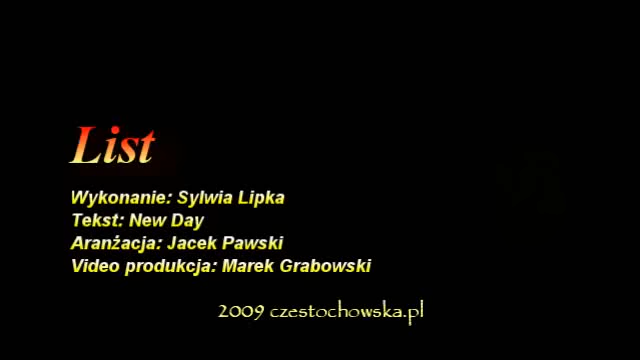 List
Wykonanie: Sylwia Lipka
Tekst: New Day
Aranżacja: Jacek Pawski
Video produkcja: Marek Grabowski
2009 czestochowska.pl